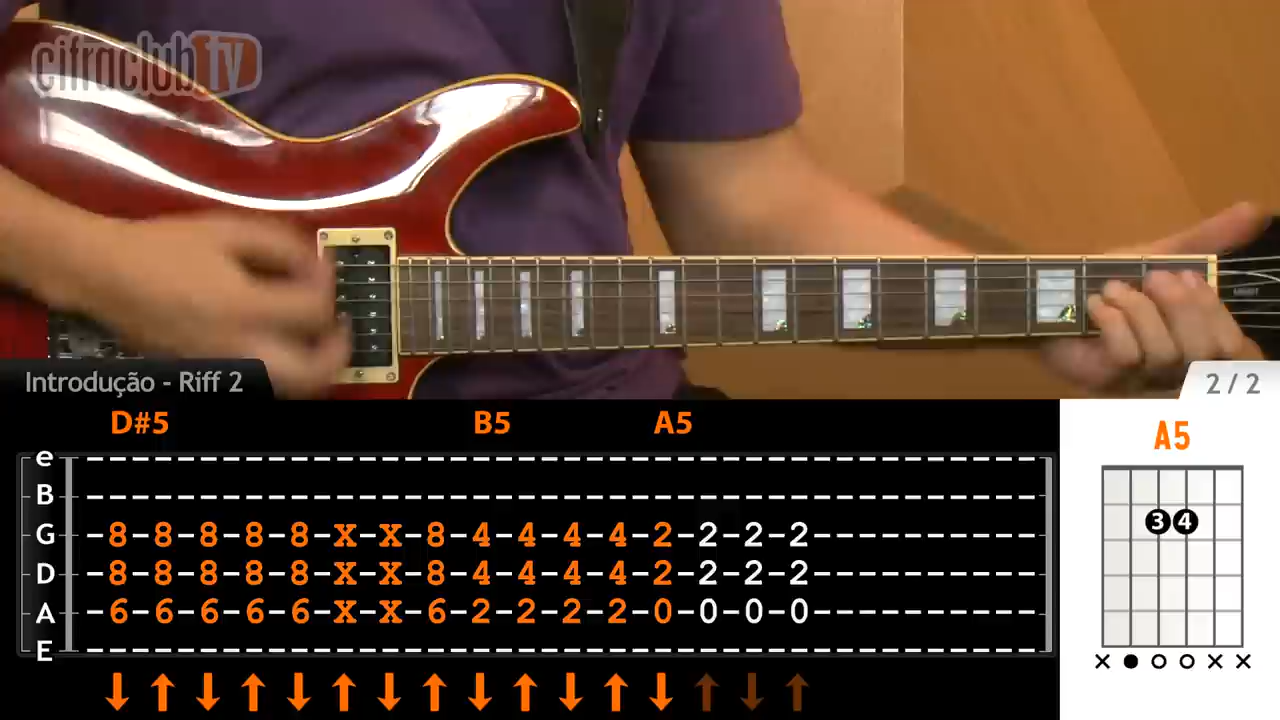 cifraclub tv
Introdução - Riff 2
2 / 2
D#5 B5 A5
e
B
G 8 8 8 8 8 X X 8 4 4 4 4 2 2 2 2
D 8 8 8 8 8 X X 8 4 4 4 4 2 2 2 2
A 6 6 6 6 6 X X 6 2 2 2 2 0 0 0 0
E
A5
3 4